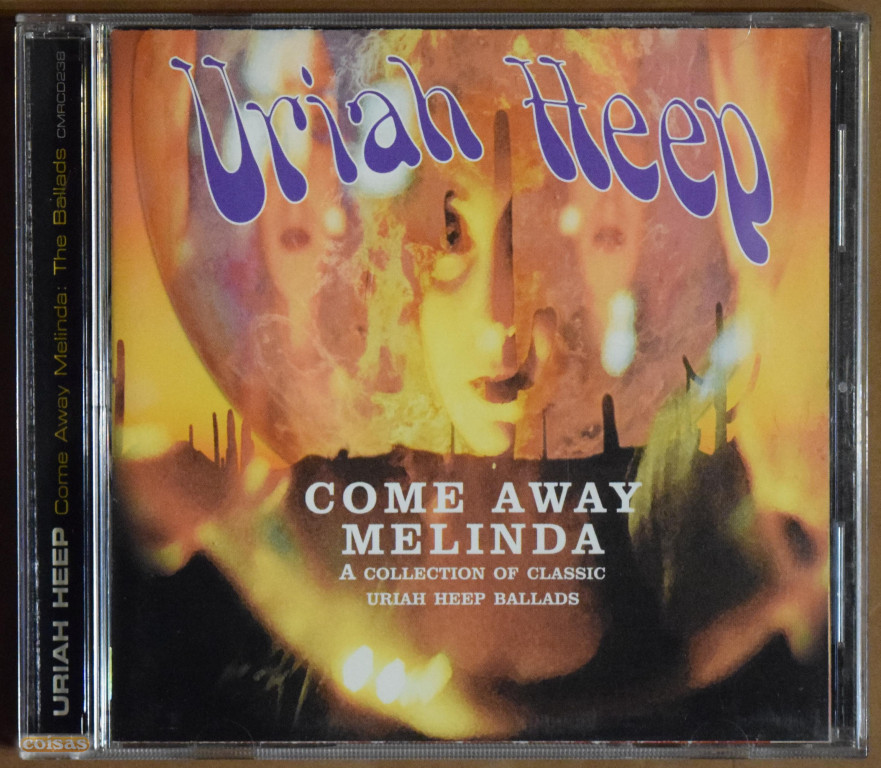 Uriah Heep
COME AWAY
MELINDA
A COLLECTION OF CLASSIC
URIAH HEEP BALLADS
URIAH HEEP Come Away Melinda: The Ballads CMRCD238
coisas